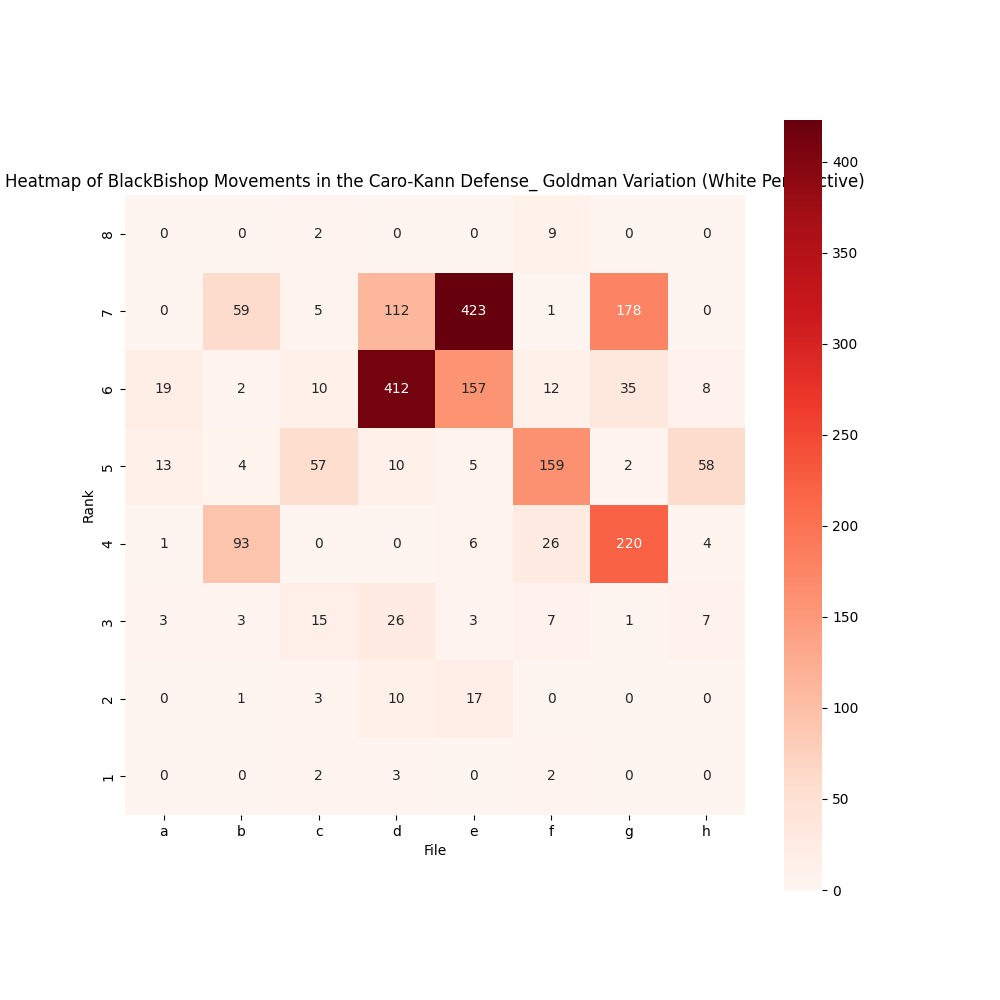 Heatmap of BlackBishop Movements in the Caro-Kann Defense_ Goldman Variation (White Per ctive)
8 0 0 2 0 0 9 0 0
7 0 59 5 112 423 1 178 0
6 19 2 10 412 157 12 35 8
5 13 4 57 10 5 159 2 58
Rank
4 1 93 0 0 6 26 220 4
3 3 3 15 26 3 7 1 7
2 0 1 3 10 17 0 0 0
1 0 0 2 3 0 2 0 0
a b c d e f g h
File
400
350
300
250
200
150
100
50
0